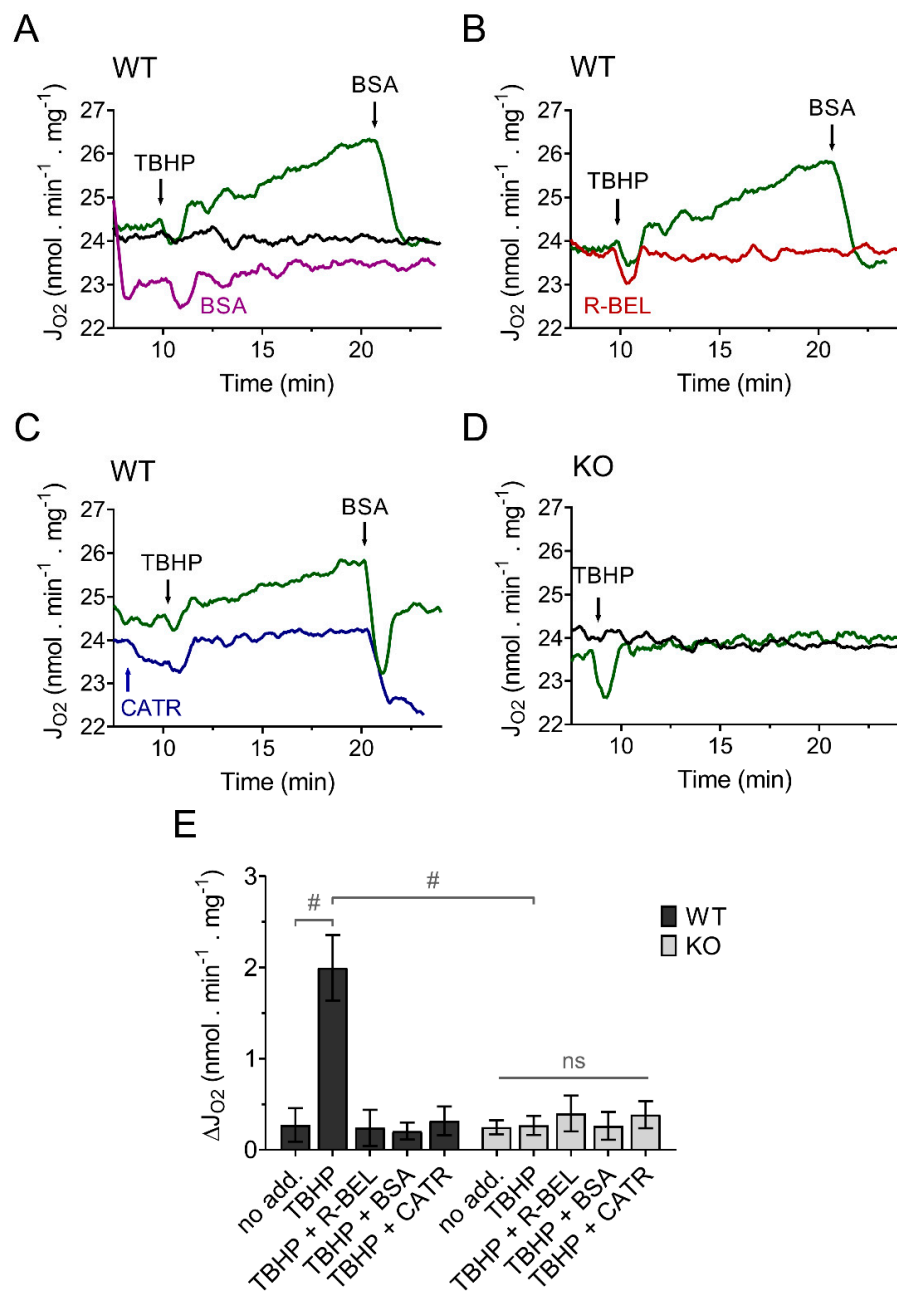 A
WT
BSA
TBHP
BSA
27
26
25
24
23
22
10
15
20
J_O2 (nmol . min⁻¹ . mg⁻¹)
Time (min)
B
WT
BSA
TBHP
R-BEL
27
26
25
24
23
22
10
15
20
J_O2 (nmol . min⁻¹ . mg⁻¹)
Time (min)
C
WT
BSA
TBHP
CATR
27
26
25
24
23
22
10
15
20
J_O2 (nmol . min⁻¹ . mg⁻¹)
Time (min)
D
KO
TBHP
27
26
25
24
23
22
10
15
20
J_O2 (nmol . min⁻¹ . mg⁻¹)
Time (min)
E
3
2
1
0
ΔJ_O2 (nmol . min⁻¹ . mg⁻¹)
#
#
ns
WT
KO
no add.
TBHP
TBHP + R-BEL
TBHP + BSA
TBHP + CATR
no add.
TBHP
TBHP + R-BEL
TBHP + BSA
TBHP + CATR